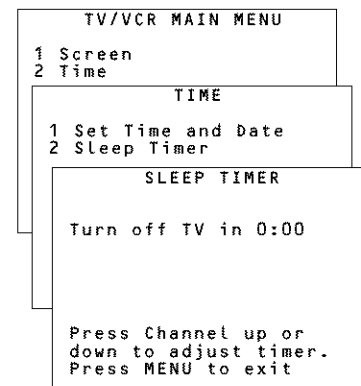 TV/VCR MAIN MENU
1 Screen
2 Time
TIME
1 Set Time and Date
2 Sleep Timer
SLEEP TIMER
Turn off TV in 0:00
Press Channel up or
down to adjust timer.
Press MENU to exit